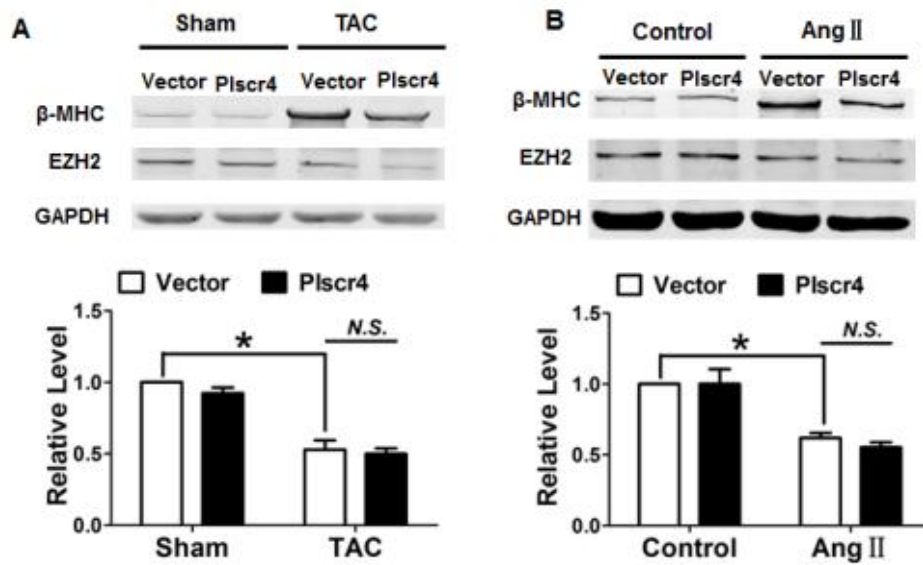 A
Sham TAC
Vector Plscr4 Vector Plscr4
β-MHC
EZH2
GAPDH
Vector Plscr4
Relative Level
1.5
1.0
0.5
0.0
*
N.S.
Sham TAC
B
Control Ang Ⅱ
Vector Plscr4 Vector Plscr4
β-MHC
EZH2
GAPDH
Vector Plscr4
Relative Level
1.5
1.0
0.5
0.0
*
N.S.
Control Ang Ⅱ